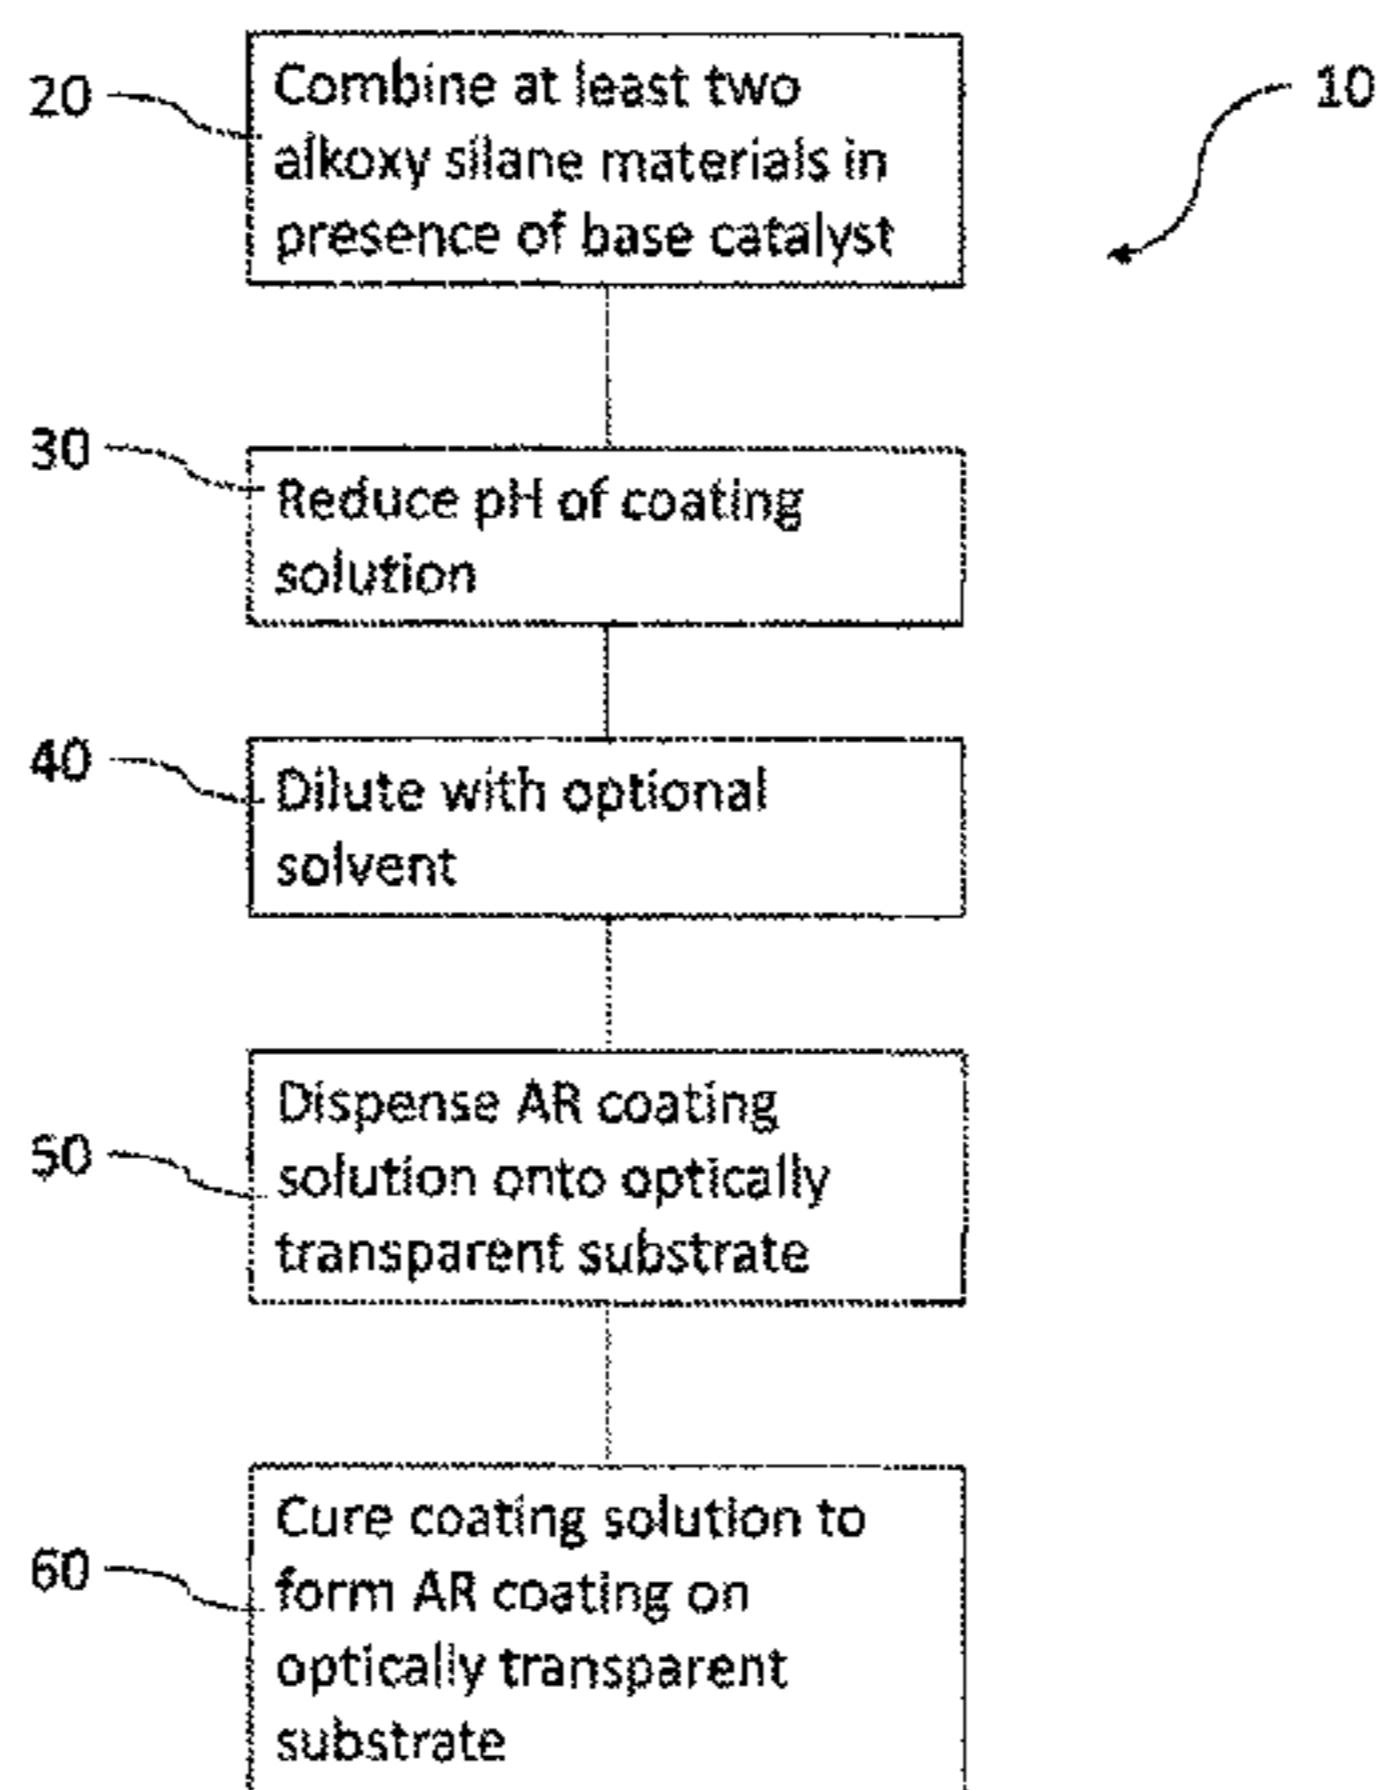 10
20
Combine at least two
alkoxy silane materials in
presence of base catalyst
30
Reduce pH of coating
solution
40
Dilute with optional
solvent
50
Dispense AR coating
solution onto optically
transparent substrate
60
Cure coating solution to
form AR coating on
optically transparent
substrate